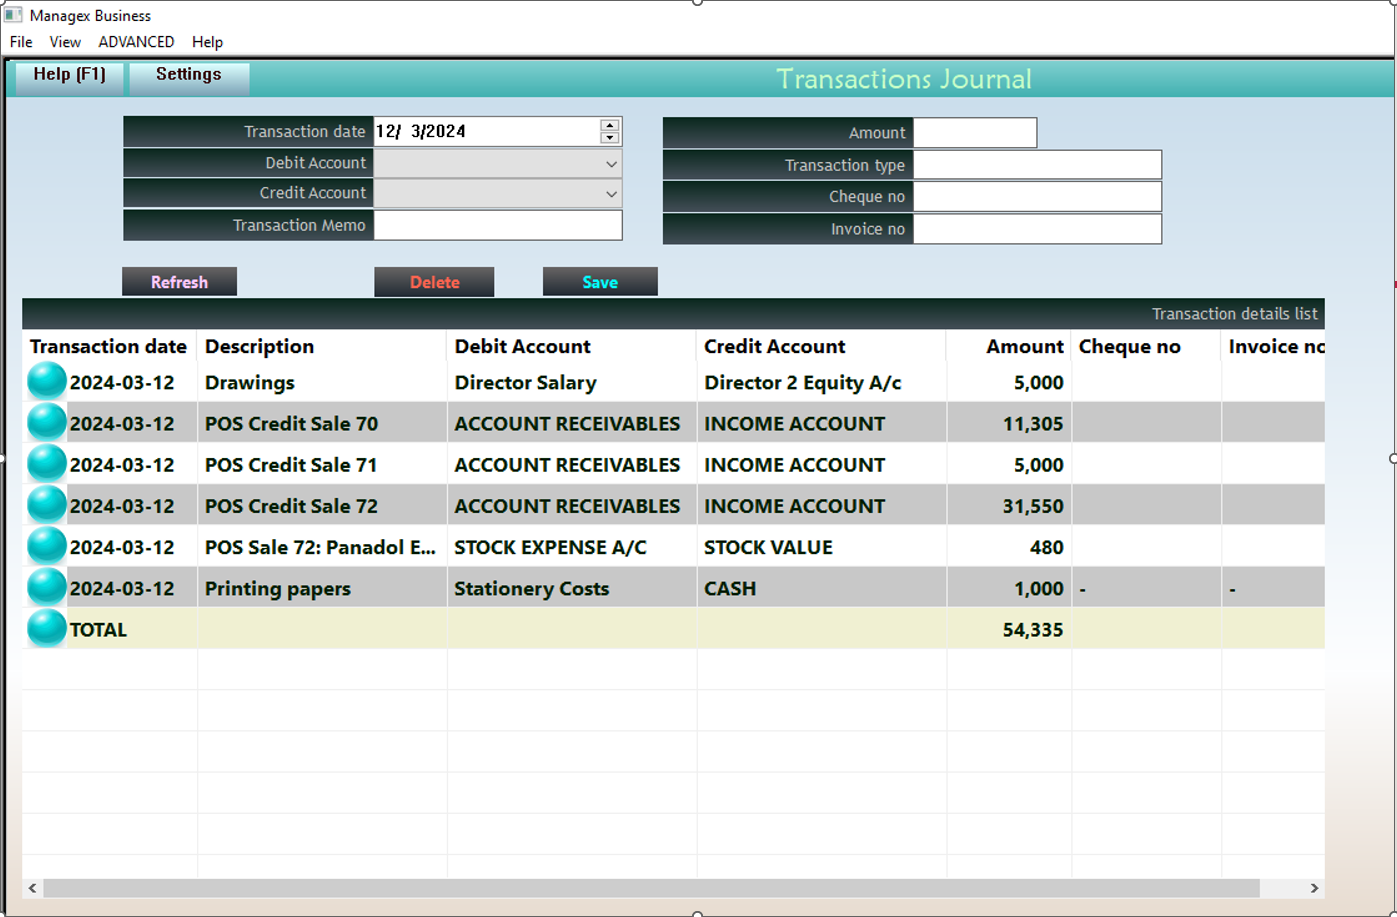 Managex Business
File View ADVANCED Help
Help (F1) Settings Transactions Journal
Transaction date 12/ 3/2024 Amount
Debit Account Transaction type
Credit Account Cheque no
Transaction Memo Invoice no
Refresh Delete Save
Transaction details list
Transaction date Description Debit Account Credit Account Amount Cheque no Invoice no
2024-03-12 Drawings Director Salary Director 2 Equity A/c 5,000
2024-03-12 POS Credit Sale 70 ACCOUNT RECEIVABLES INCOME ACCOUNT 11,305
2024-03-12 POS Credit Sale 71 ACCOUNT RECEIVABLES INCOME ACCOUNT 5,000
2024-03-12 POS Credit Sale 72 ACCOUNT RECEIVABLES INCOME ACCOUNT 31,550
2024-03-12 POS Sale 72: Panadol E... STOCK EXPENSE A/C STOCK VALUE 480
2024-03-12 Printing papers Stationery Costs CASH 1,000 - -
TOTAL 54,335